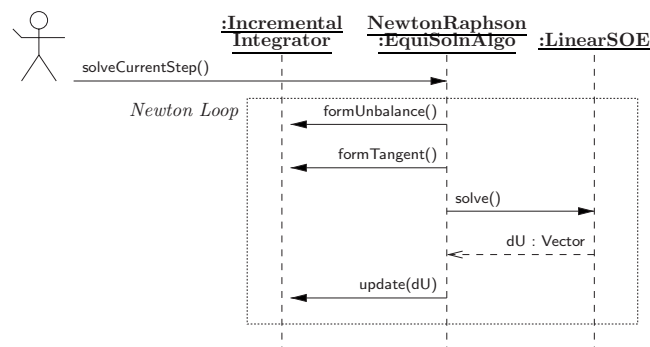 :Incremental
Integrator
NewtonRaphson
:EquiSolnAlgo
:LinearSOE
solveCurrentStep()
Newton Loop
formUnbalance()
formTangent()
solve()
dU : Vector
update(dU)